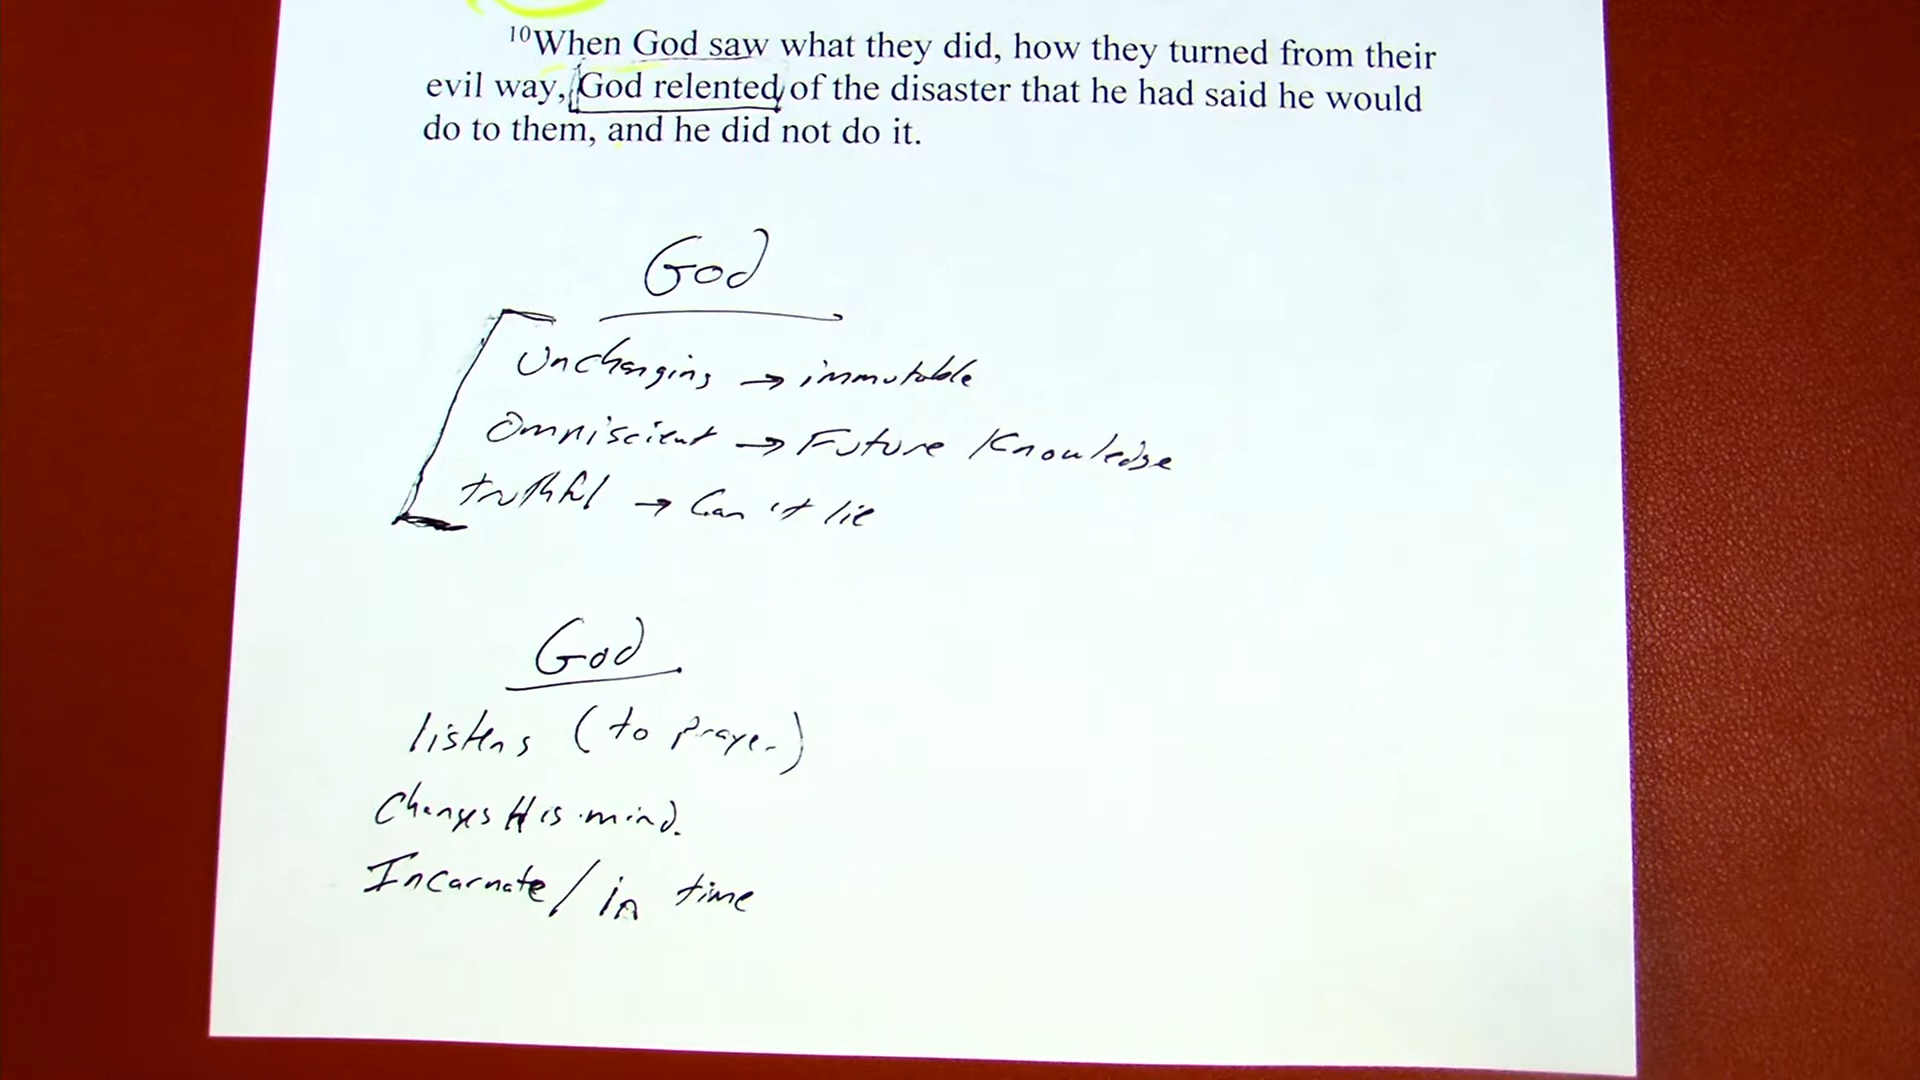 10When God saw what they did, how they turned from their
evil way, God relented of the disaster that he had said he would
do to them, and he did not do it.
God
Unchanging → immutable
Omniscient → Future Knowledge
truthful → Can't lie
God
listens (to prayer)
Changes His mind.
Incarnate / in time